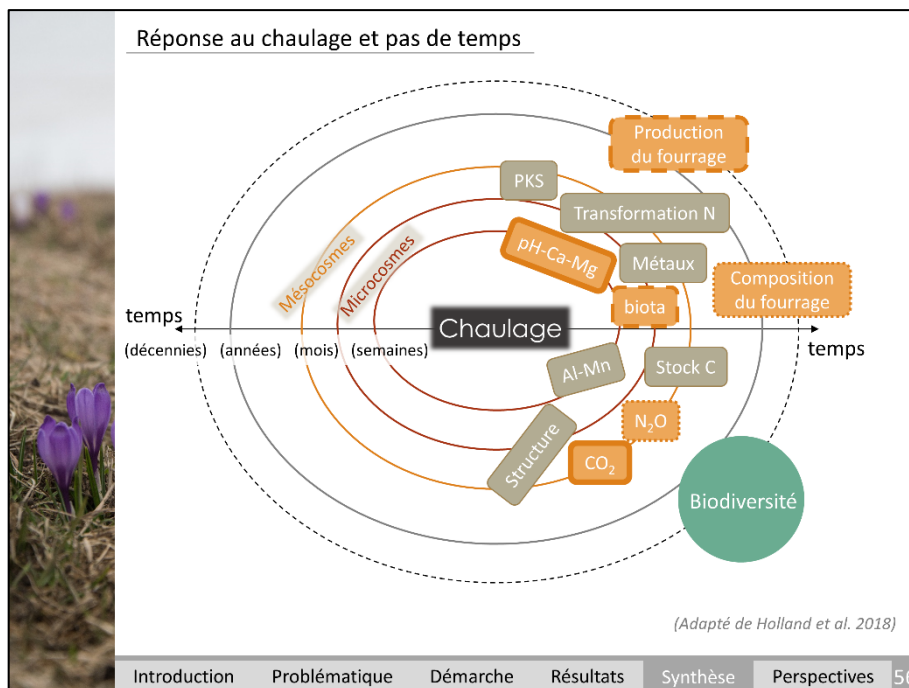 Réponse au chaulage et pas de temps
Production
du fourrage
PKS
Transformation N
pH-Ca-Mg
Métaux
Mésocosmes
Microcosmes
Composition
du fourrage
biota
temps
Chaulage
temps
(décennies)
(années)
(mois)
(semaines)
Al-Mn
Stock C
N₂O
Structure
CO₂
Biodiversité
(Adapté de Holland et al. 2018)
Introduction
Problématique
Démarche
Résultats
Synthèse
Perspectives
56